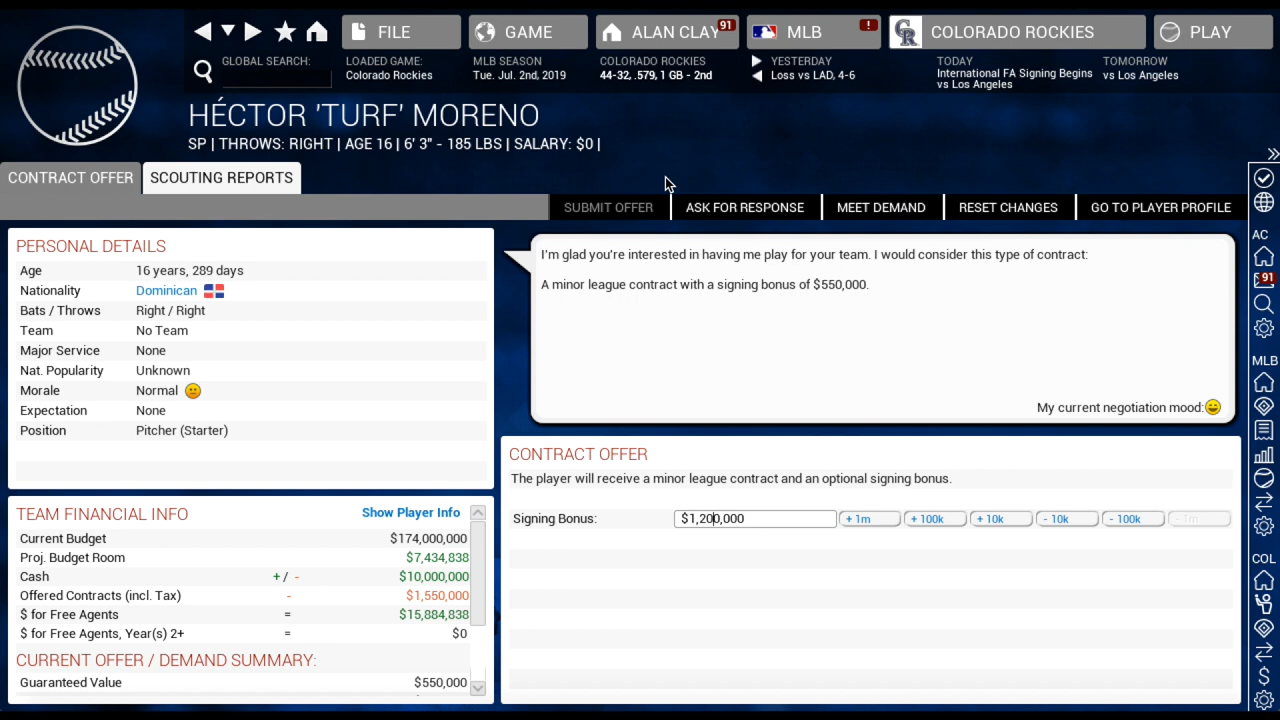 FILE
GAME
ALAN CLAY
91
MLB
!
COLORADO ROCKIES
PLAY
GLOBAL SEARCH:
LOADED GAME:
Colorado Rockies
MLB SEASON
Tue. Jul. 2nd, 2019
COLORADO ROCKIES
44-32, .579, 1 GB - 2nd
YESTERDAY
Loss vs LAD, 4-6
TODAY
International FA Signing Begins
vs Los Angeles
TOMORROW
vs Los Angeles
HÉCTOR 'TURF' MORENO
SP | THROWS: RIGHT | AGE 16 | 6' 3" - 185 LBS | SALARY: $0 |
CONTRACT OFFER
SCOUTING REPORTS
SUBMIT OFFER
ASK FOR RESPONSE
MEET DEMAND
RESET CHANGES
GO TO PLAYER PROFILE
PERSONAL DETAILS
Age 16 years, 289 days
Nationality Dominican
Bats / Throws Right / Right
Team No Team
Major Service None
Nat. Popularity Unknown
Morale Normal
Expectation None
Position Pitcher (Starter)
I'm glad you're interested in having me play for your team. I would consider this type of contract:
A minor league contract with a signing bonus of $550,000.
My current negotiation mood:
TEAM FINANCIAL INFO
Show Player Info
Current Budget $174,000,000
Proj. Budget Room $7,434,838
Cash + / - $10,000,000
Offered Contracts (incl. Tax) - $1,550,000
$ for Free Agents = $15,884,838
$ for Free Agents, Year(s) 2+ = $0
CURRENT OFFER / DEMAND SUMMARY:
Guaranteed Value $550,000
CONTRACT OFFER
The player will receive a minor league contract and an optional signing bonus.
Signing Bonus: $1,200,000 + 1m + 100k + 10k - 10k - 100k - 1m
AC
91
MLB
COL